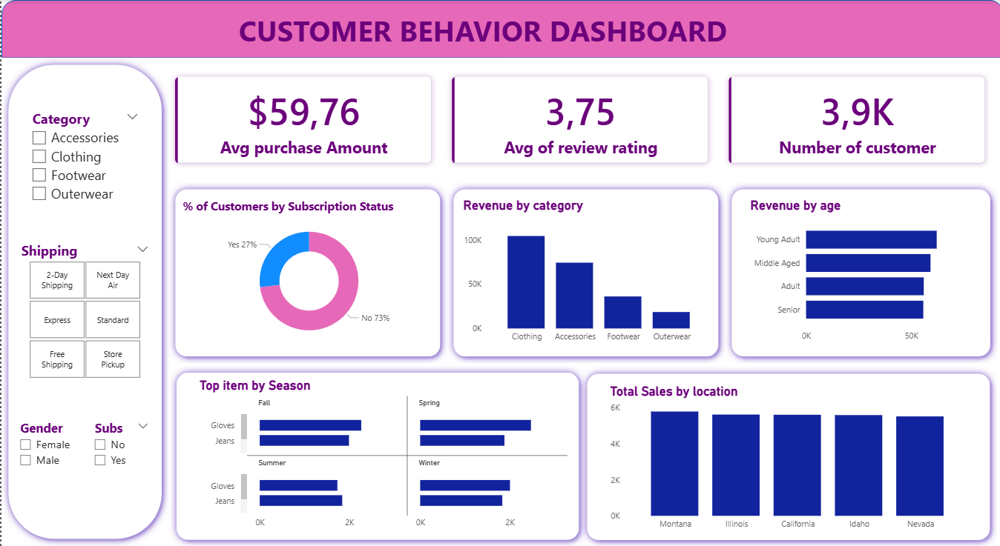 CUSTOMER BEHAVIOR DASHBOARD
Category
Accessories
Clothing
Footwear
Outerwear
Shipping
2-Day
Shipping
Next Day
Air
Express
Standard
Free
Shipping
Store
Pickup
Gender
Female
Male
Subs
No
Yes
$59,76
Avg purchase Amount
3,75
Avg of review rating
3,9K
Number of customer
% of Customers by Subscription Status
Yes 27%
No 73%
Revenue by category
100K
50K
0K
Clothing
Accessories
Footwear
Outerwear
Revenue by age
Young Adult
Middle Aged
Adult
Senior
0K
50K
Top item by Season
Fall
Spring
Gloves
Jeans
Summer
Winter
Gloves
Jeans
0K
2K
0K
2K
Total Sales by location
6K
4K
2K
0K
Montana
Illinois
California
Idaho
Nevada